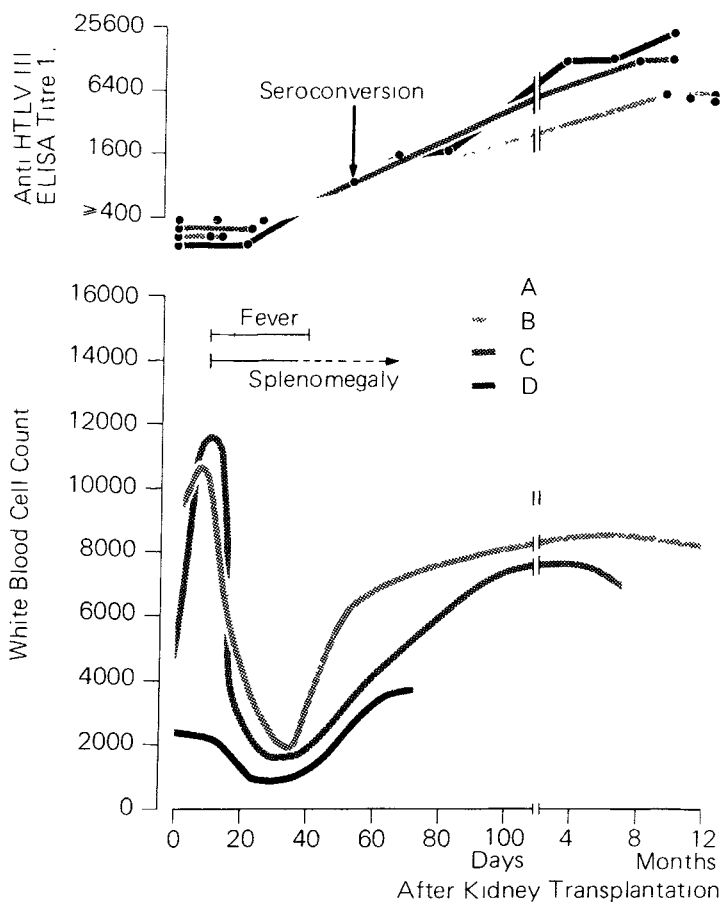 Anti HTLV III
ELISA Titre 1.
25600
6400
1600
≥400
Seroconversion
White Blood Cell Count
16000
14000
12000
10000
8000
6000
4000
2000
0
Fever
Splenomegaly
A
B
C
D
0 20 40 60 80 100 4 8 12
Days Months
After Kidney Transplantation